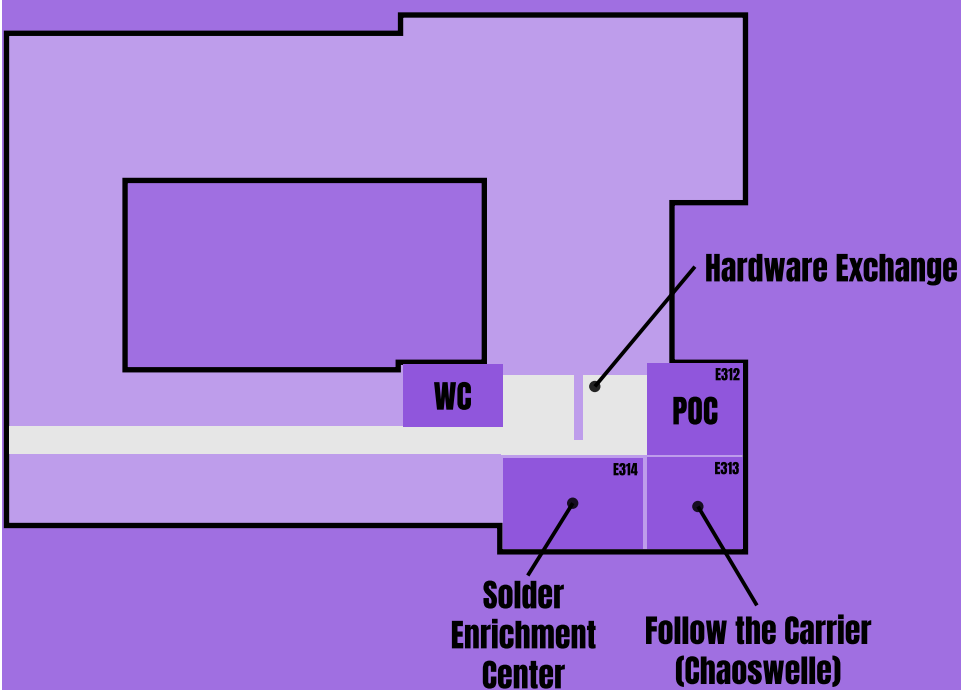 Hardware Exchange
E312
WC
POC
E314
E313
Solder
Enrichment
Center
Follow the Carrier
(Chaoswelle)